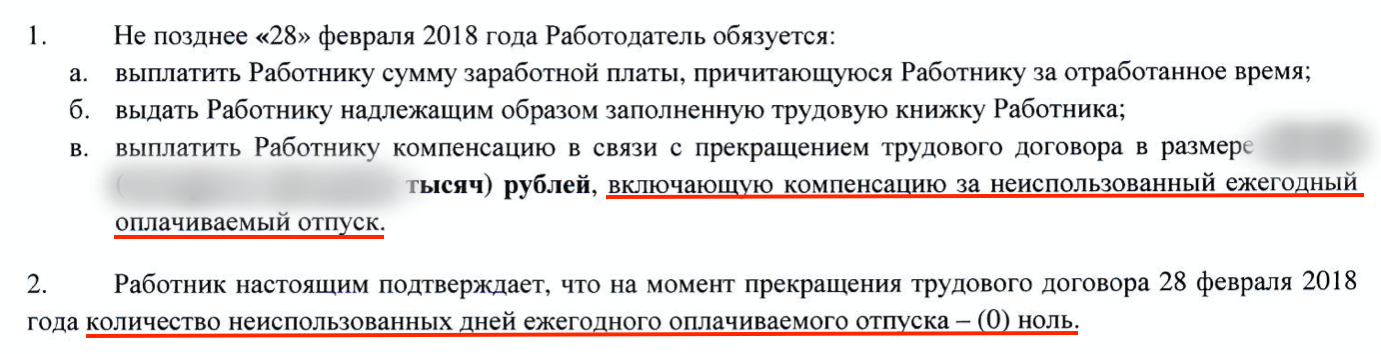 1. Не позднее «28» февраля 2018 года Работодатель обязуется:
а. выплатить Работнику сумму заработной платы, причитающуюся Работнику за отработанное время;
б. выдать Работнику надлежащим образом заполненную трудовую книжку Работника;
в. выплатить Работнику компенсацию в связи с прекращением трудового договора в размере
тысяч) рублей, включающую компенсацию за неиспользованный ежегодный
оплачиваемый отпуск.
2. Работник настоящим подтверждает, что на момент прекращения трудового договора 28 февраля 2018
года количество неиспользованных дней ежегодного оплачиваемого отпуска – (0) ноль.